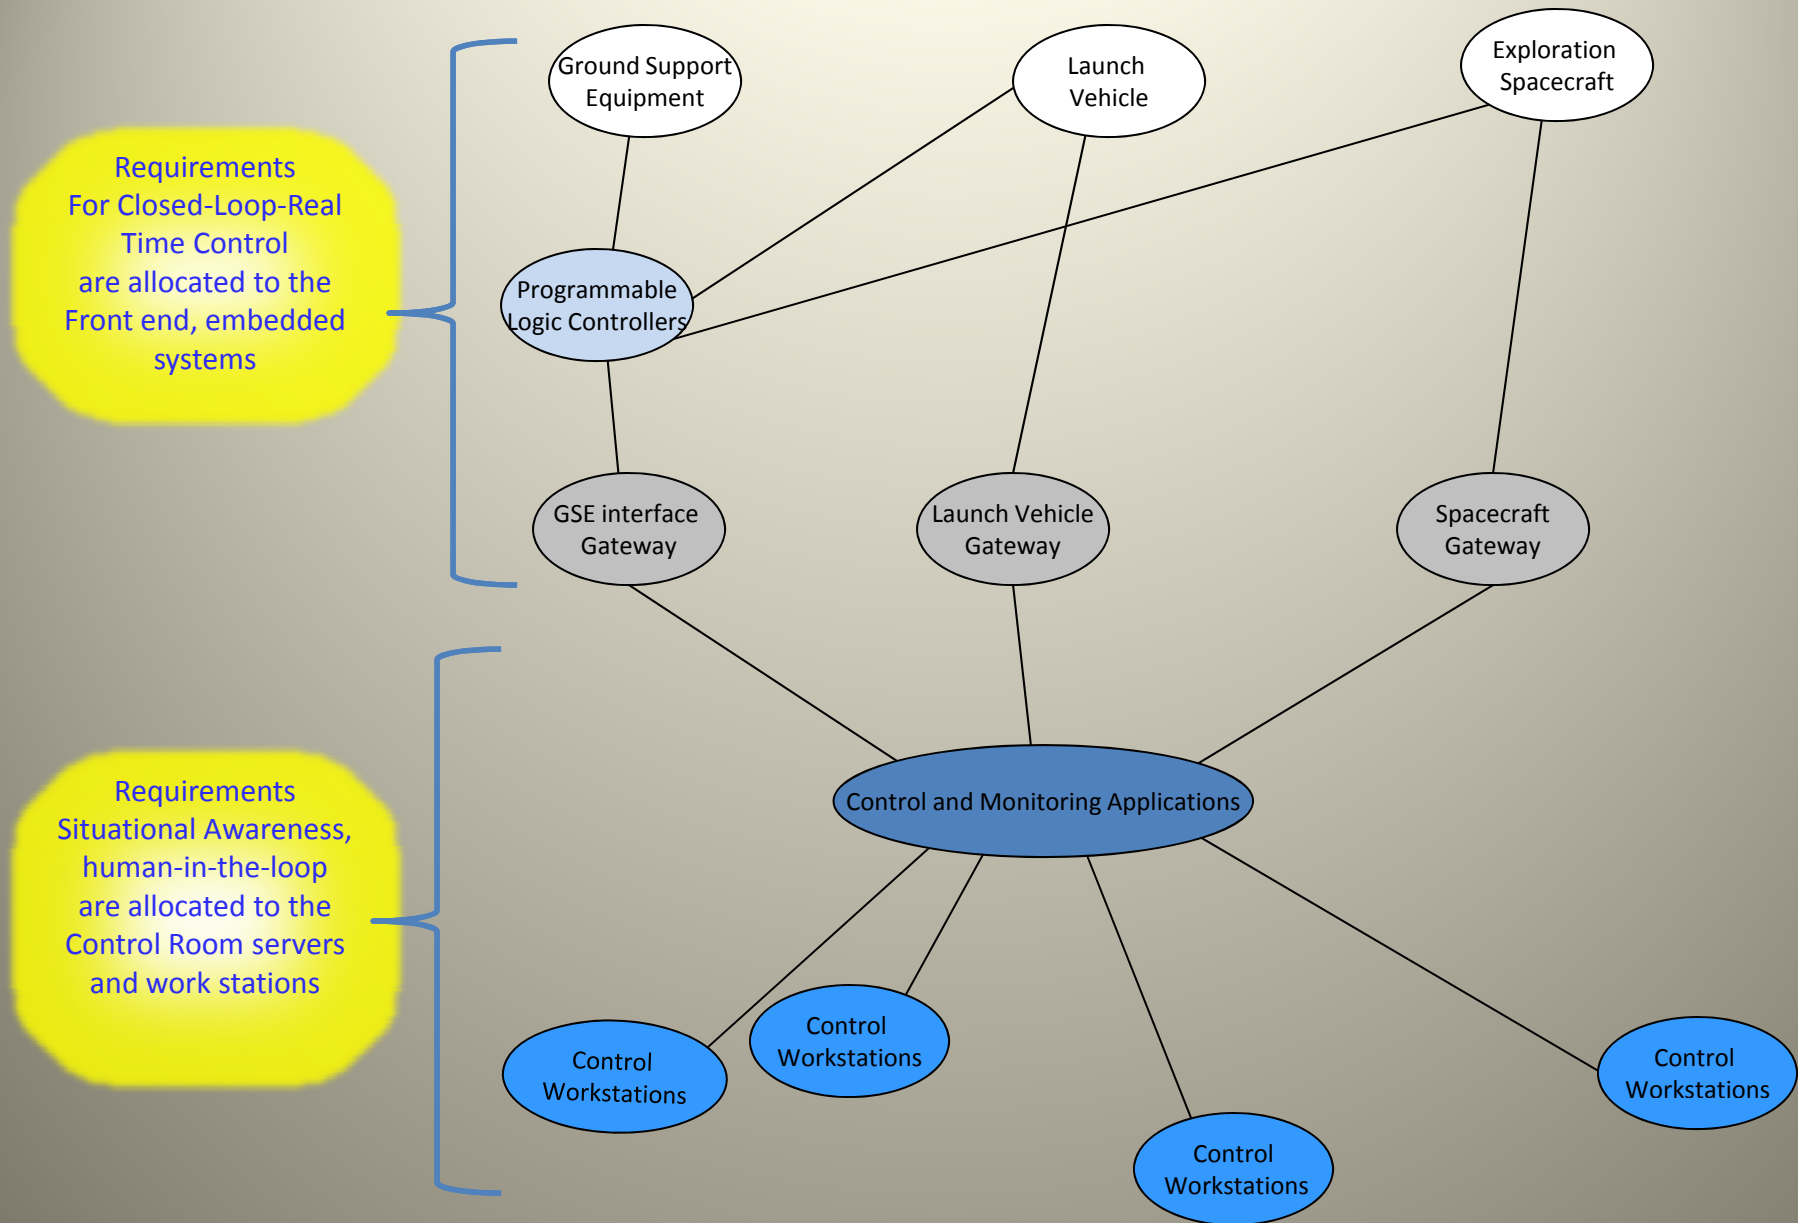 Ground Support
Equipment
Launch
Vehicle
Exploration
Spacecraft
Requirements
For Closed-Loop-Real
Time Control
are allocated to the
Front end, embedded
systems
Programmable
Logic Controllers
GSE interface
Gateway
Launch Vehicle
Gateway
Spacecraft
Gateway
Requirements
Situational Awareness,
human-in-the-loop
are allocated to the
Control Room servers
and work stations
Control and Monitoring Applications
Control
Workstations
Control
Workstations
Control
Workstations
Control
Workstations